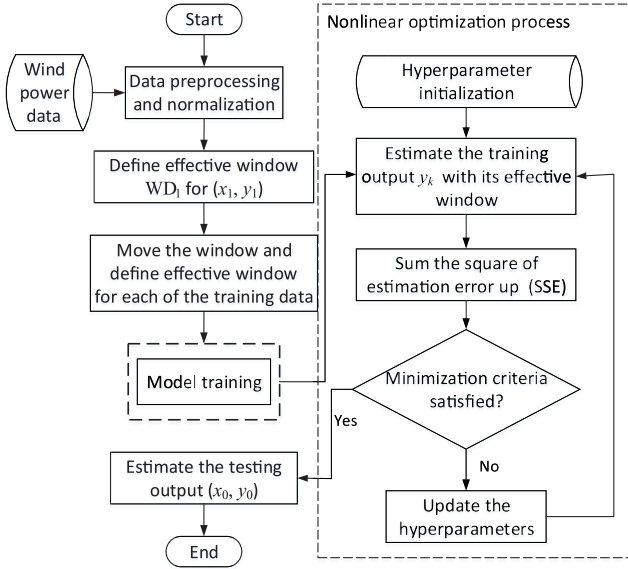 Start
Wind
power
data
Data preprocessing
and normalization
Define effective window
WD₁ for (x₁, y₁)
Move the window and
define effective window
for each of the training data
Model training
Nonlinear optimization process
Hyperparameter
initialization
Estimate the training
output yₖ with its effective
window
Sum the square of
estimation error up (SSE)
Minimization criteria
satisfied?
Yes
No
Update the
hyperparameters
Estimate the testing
output (x₀, y₀)
End